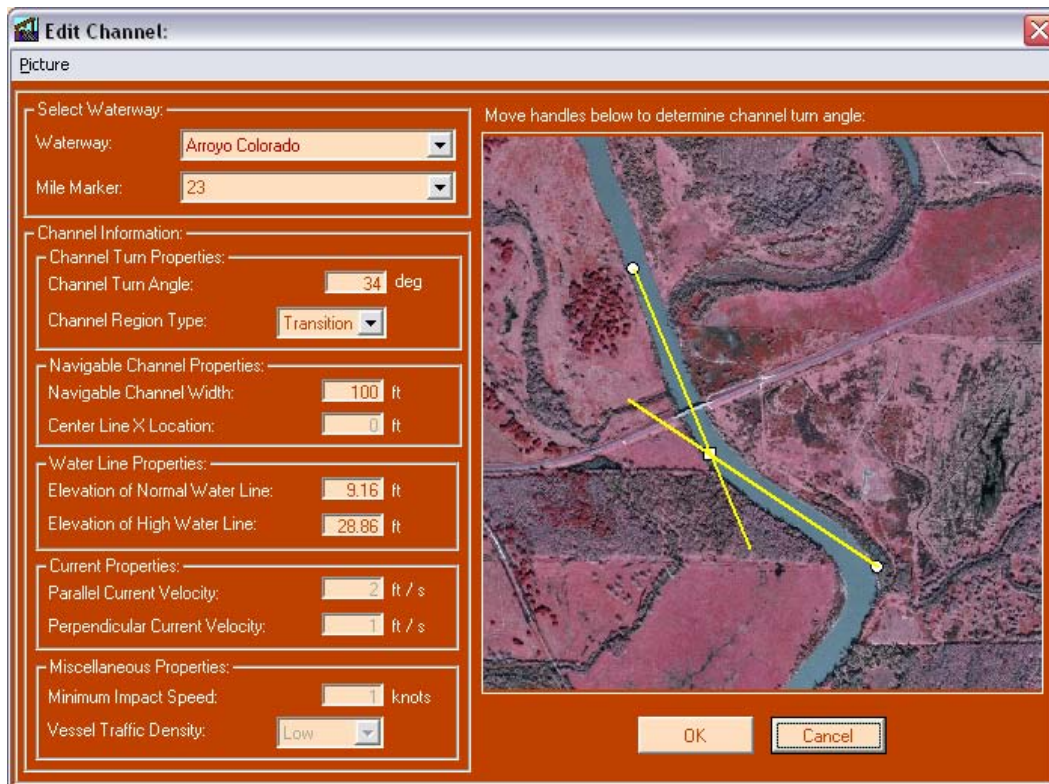 Edit Channel:
Picture
Select Waterway:
Waterway: Arroyo Colorado
Mile Marker: 23
Channel Information:
Channel Turn Properties:
Channel Turn Angle: 34 deg
Channel Region Type: Transition
Navigable Channel Properties:
Navigable Channel Width: 100 ft
Center Line X Location: 0 ft
Water Line Properties:
Elevation of Normal Water Line: 9.16 ft
Elevation of High Water Line: 28.86 ft
Current Properties:
Parallel Current Velocity: 2 ft / s
Perpendicular Current Velocity: 1 ft / s
Miscellaneous Properties:
Minimum Impact Speed: 1 knots
Vessel Traffic Density: Low
Move handles below to determine channel turn angle:
OK Cancel